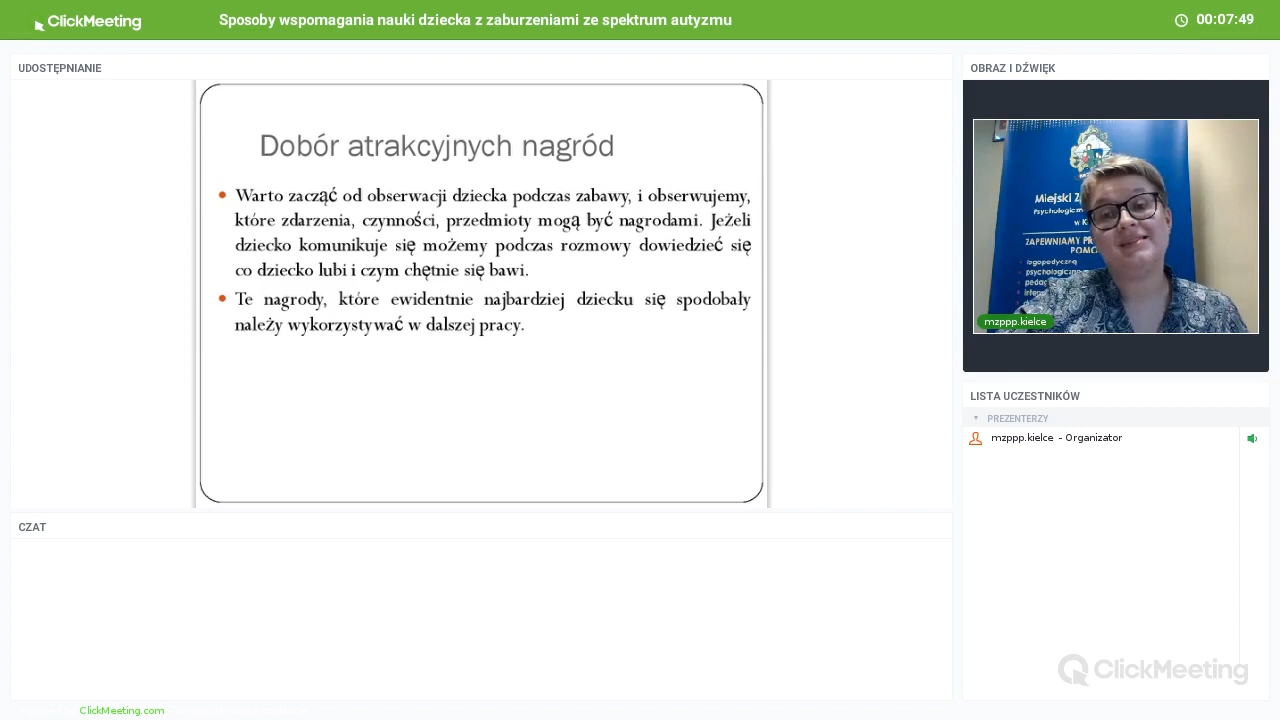 ClickMeeting
Sposoby wspomagania nauki dziecka z zaburzeniami ze spektrum autyzmu
00:07:49
UDOSTĘPNIANIE
Dobór atrakcyjnych nagród
• Warto zacząć od obserwacji dziecka podczas zabawy, i obserwujemy,
które zdarzenia, czynności, przedmioty mogą być nagrodami. Jeżeli
dziecko komunikuje się możemy podczas rozmowy dowiedzieć się
co dziecko lubi i czym chętnie się bawi.
• Te nagrody, które ewidentnie najbardziej dziecku się spodobały
należy wykorzystywać w dalszej pracy.
OBRAZ I DŹWIĘK
Miejski
ZAPEWNIAMY
logopedyczną
mzppp.kielce
LISTA UCZESTNIKÓW
PREZENTERZY
mzppp.kielce - Organizator
CZAT
ClickMeeting
ClickMeeting.com